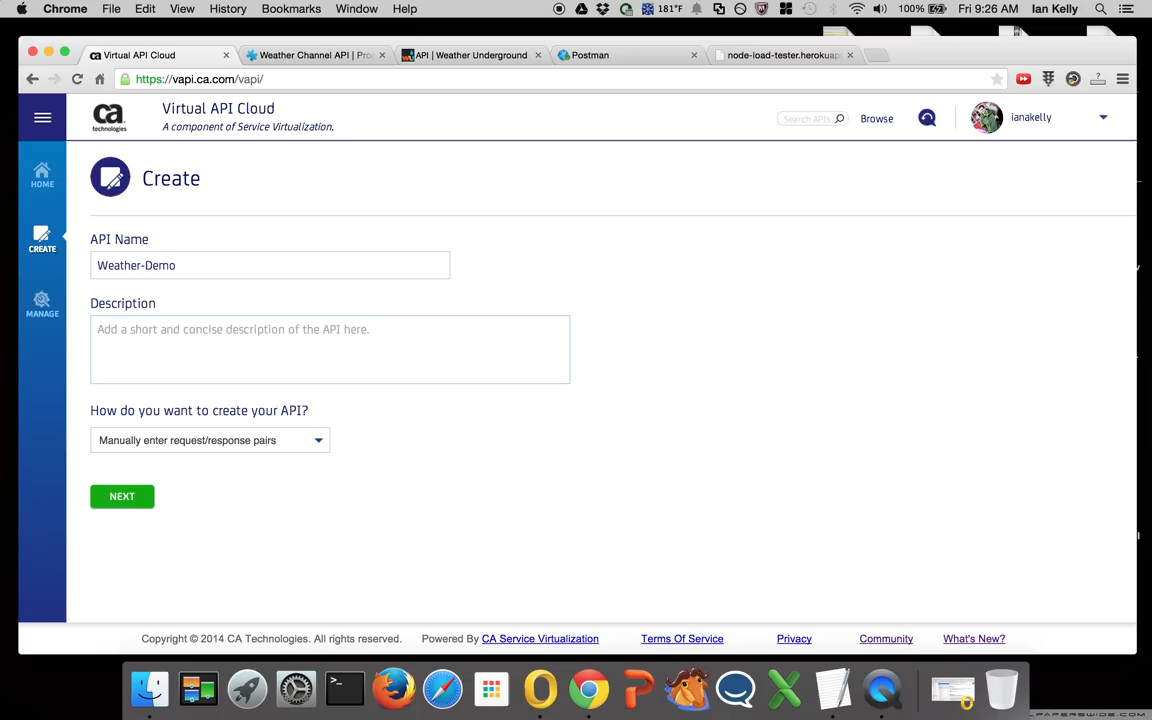 Chrome File Edit View History Bookmarks Window Help 181°F 100% Fri 9:26 AM Ian Kelly
Virtual API Cloud Weather Channel API | Pro API | Weather Underground Postman node-load-tester.herokuap
https://vapi.ca.com/vapi/
ca technologies
Virtual API Cloud
A component of Service Virtualization.
Search APIs Browse ianakelly
HOME
CREATE
MANAGE
Create
API Name
Weather-Demo
Description
Add a short and concise description of the API here.
How do you want to create your API?
Manually enter request/response pairs
NEXT
Copyright © 2014 CA Technologies. All rights reserved. Powered By CA Service Virtualization Terms Of Service Privacy Community What's New?